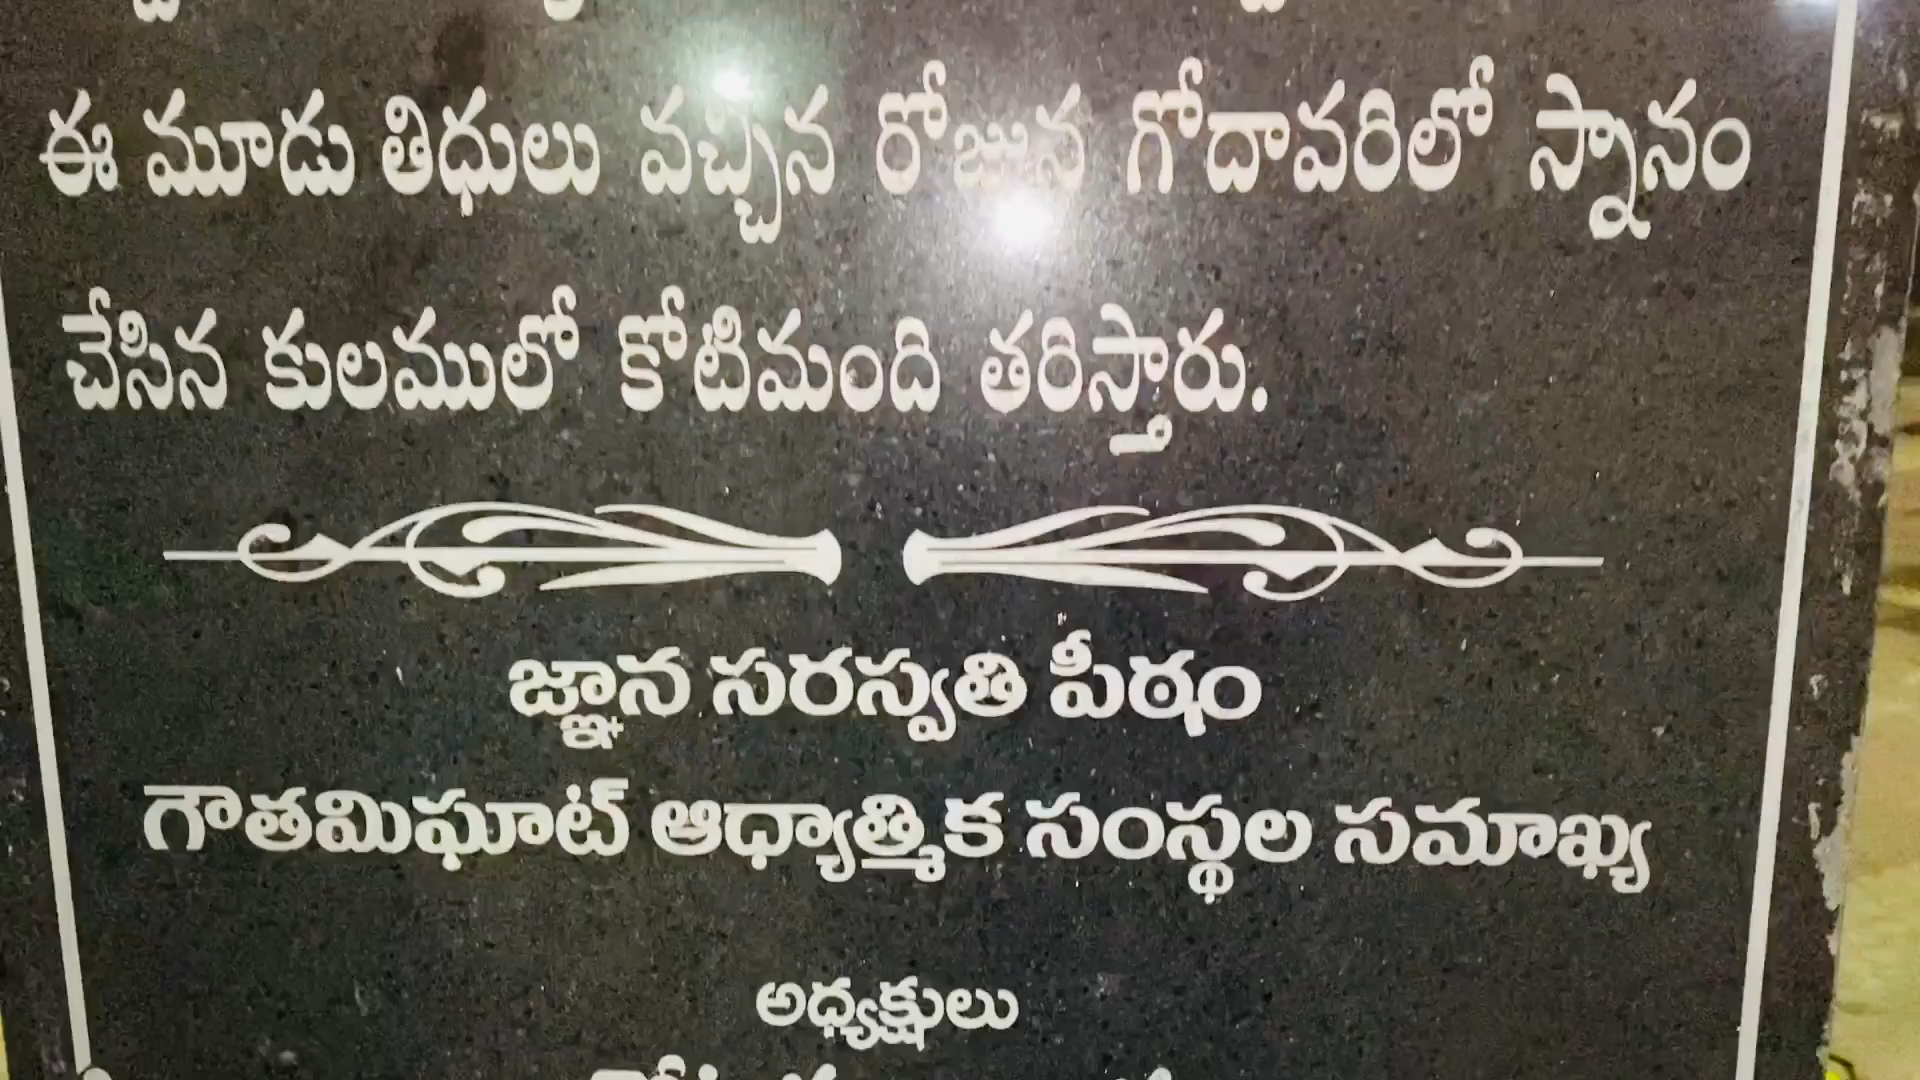 ఈ మూడు తిధులు వచ్చిన రోజున గోదావరిలో స్నానం
చేసిన కులములో కోటిమంది తరిస్తారు.
జ్ఞాన సరస్వతి పీఠం
గౌతమిఘాట్ ఆధ్యాత్మిక సంస్థల సమాఖ్య
అధ్యక్షులు